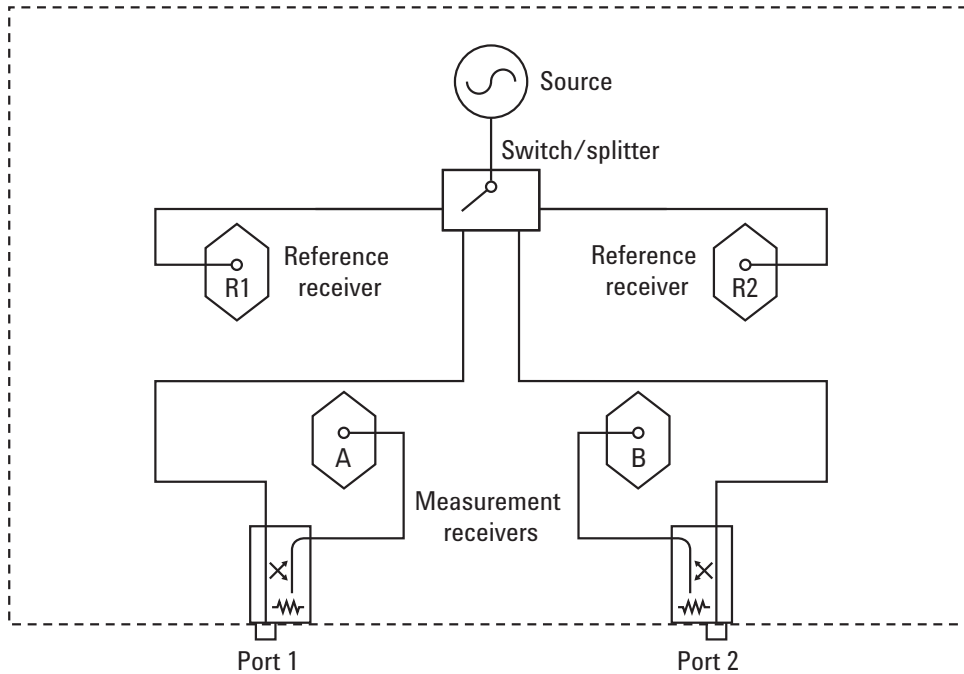 Source
Switch/splitter
Reference
receiver
R1
Reference
receiver
R2
A
B
Measurement
receivers
Port 1
Port 2